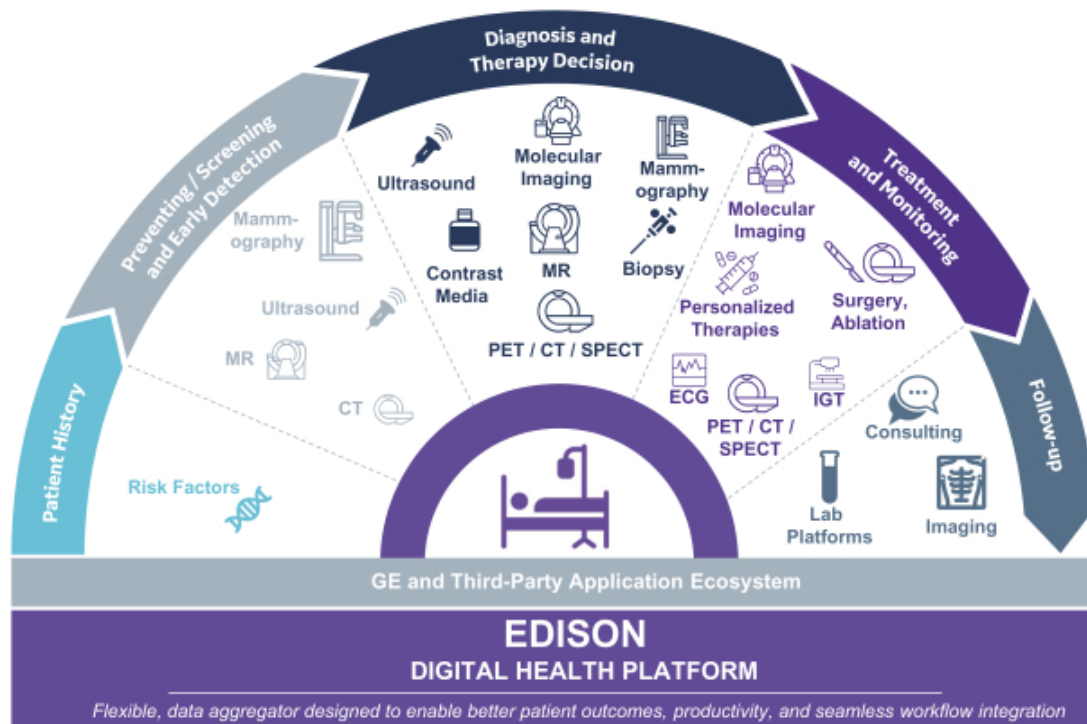 Patient History
Risk Factors
Preventing / Screening
and Early Detection
Mamm-
ography
Ultrasound
MR
CT
Diagnosis and
Therapy Decision
Ultrasound
Molecular
Imaging
Mamm-
ography
Contrast
Media
MR
Biopsy
PET / CT / SPECT
Treatment
and Monitoring
Molecular
Imaging
Personalized
Therapies
Surgery,
Ablation
ECG
PET / CT /
SPECT
IGT
Follow-up
Consulting
Lab
Platforms
Imaging
GE and Third-Party Application Ecosystem
EDISON
DIGITAL HEALTH PLATFORM
Flexible, data aggregator designed to enable better patient outcomes, productivity, and seamless workflow integration